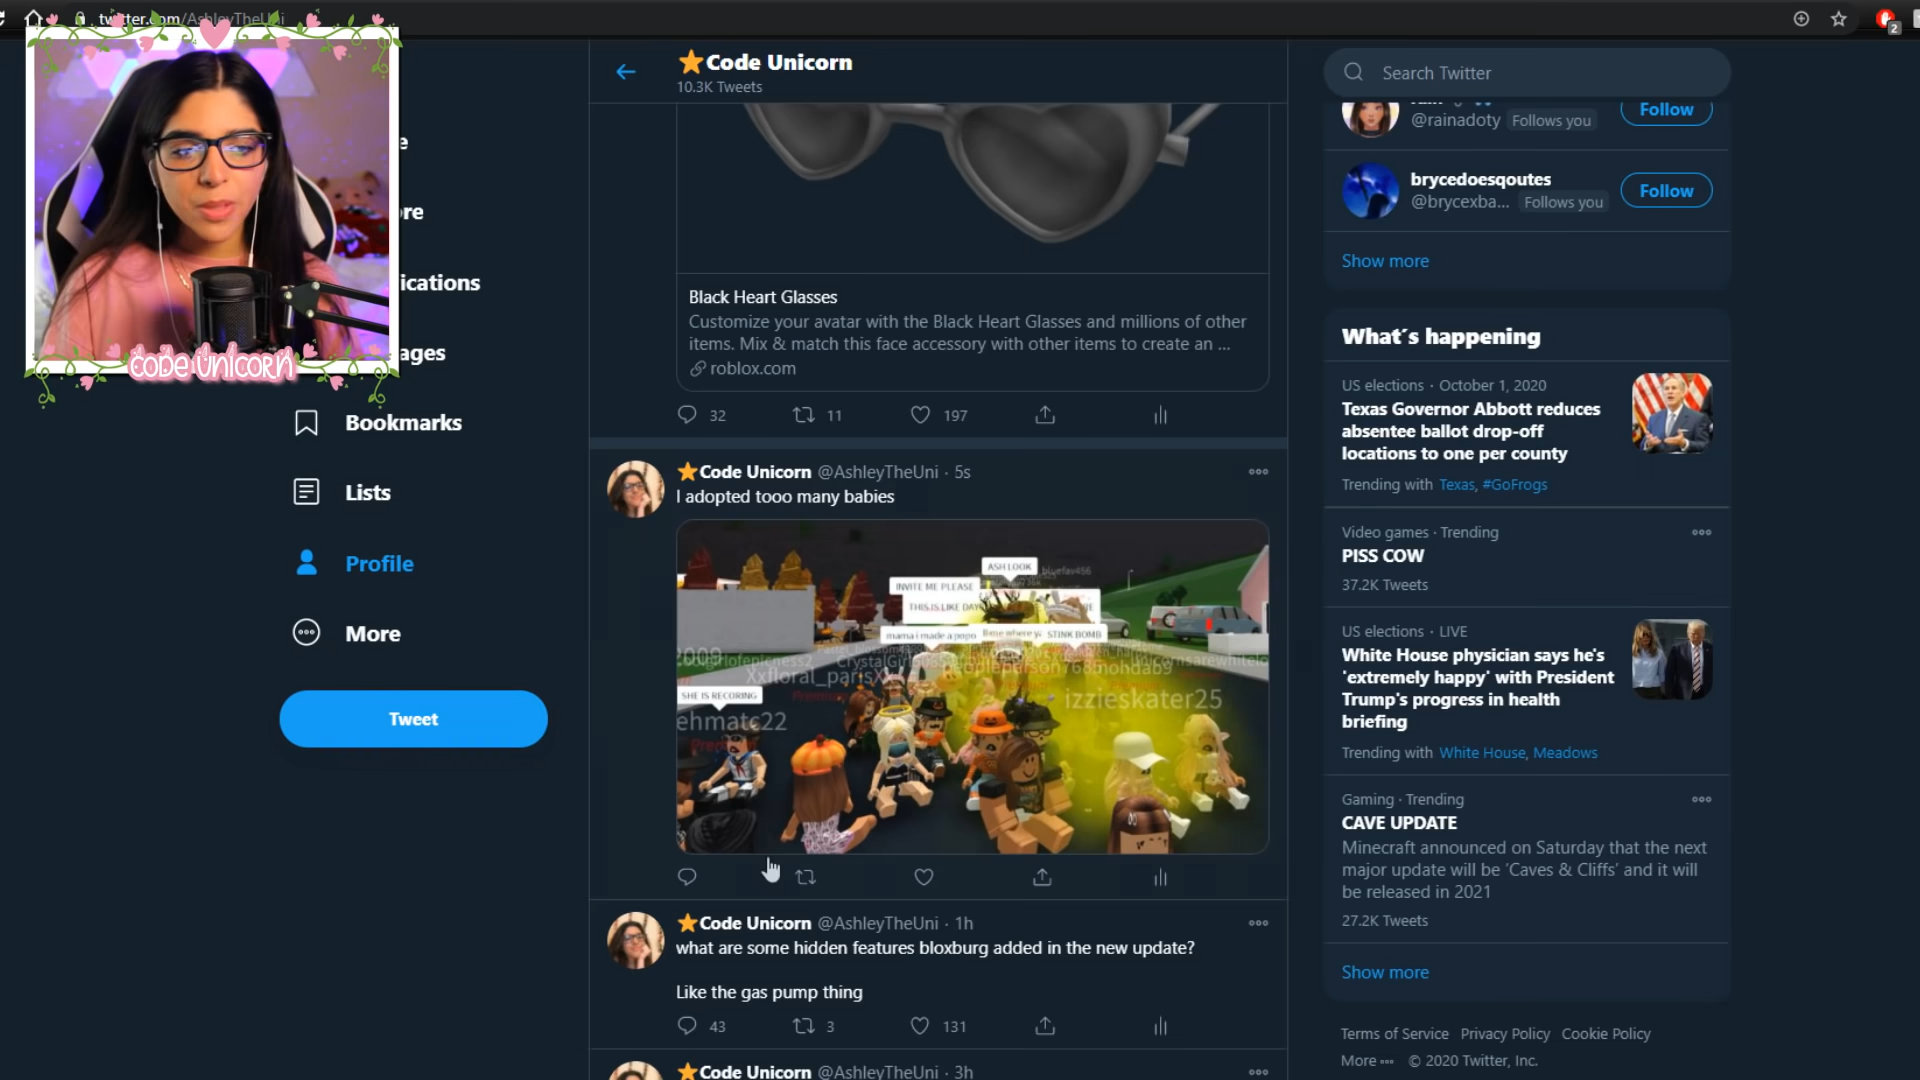 twitter.com/AshleyTheUni
2
CODE UNICORN
Bookmarks
Lists
Profile
More
Tweet
Code Unicorn
10.3K Tweets
Black Heart Glasses
Customize your avatar with the Black Heart Glasses and millions of other
items. Mix & match this face accessory with other items to create an ...
roblox.com
32 11 197
Code Unicorn @AshleyTheUni · 5s
I adopted tooo many babies
ASH LOOK
INVITE ME PLEASE
THIS IS LIKE DAY
mama i made a popo
STINK BOMB
Xxfloral_parisXx
izzieskater25
SHE IS RECORING
ehmatc22
Code Unicorn @AshleyTheUni · 1h
what are some hidden features bloxburg added in the new update?
Like the gas pump thing
43 3 131
Code Unicorn @AshleyTheUni · 3h
Search Twitter
@rainadoty Follows you
Follow
brycedoesqoutes
@brycexba... Follows you
Follow
Show more
What's happening
US elections · October 1, 2020
Texas Governor Abbott reduces
absentee ballot drop-off
locations to one per county
Trending with Texas, #GoFrogs
Video games · Trending
PISS COW
37.2K Tweets
US elections · LIVE
White House physician says he's
'extremely happy' with President
Trump's progress in health
briefing
Trending with White House, Meadows
Gaming · Trending
CAVE UPDATE
Minecraft announced on Saturday that the next
major update will be 'Caves & Cliffs' and it will
be released in 2021
27.2K Tweets
Show more
Terms of Service Privacy Policy Cookie Policy
More © 2020 Twitter, Inc.